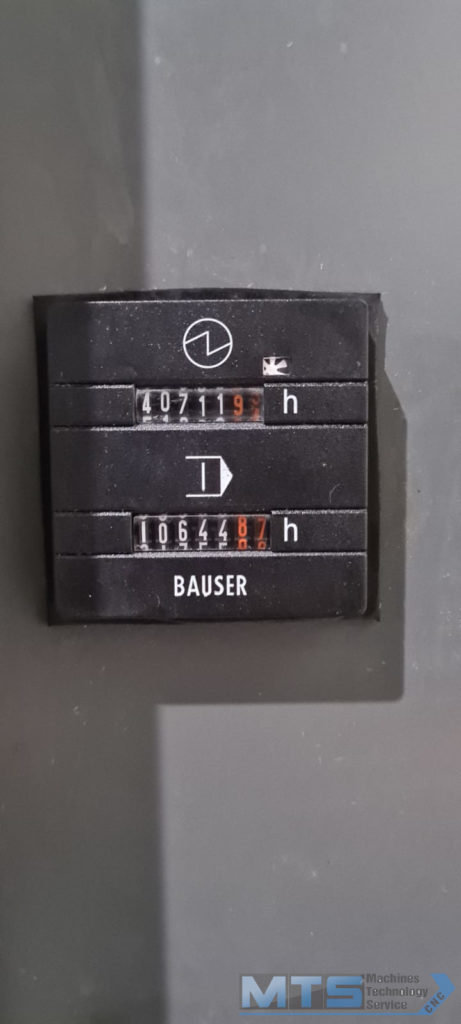 407119 h
1064487 h
BAUSER
MTS Machines
Technology
Service
CNC